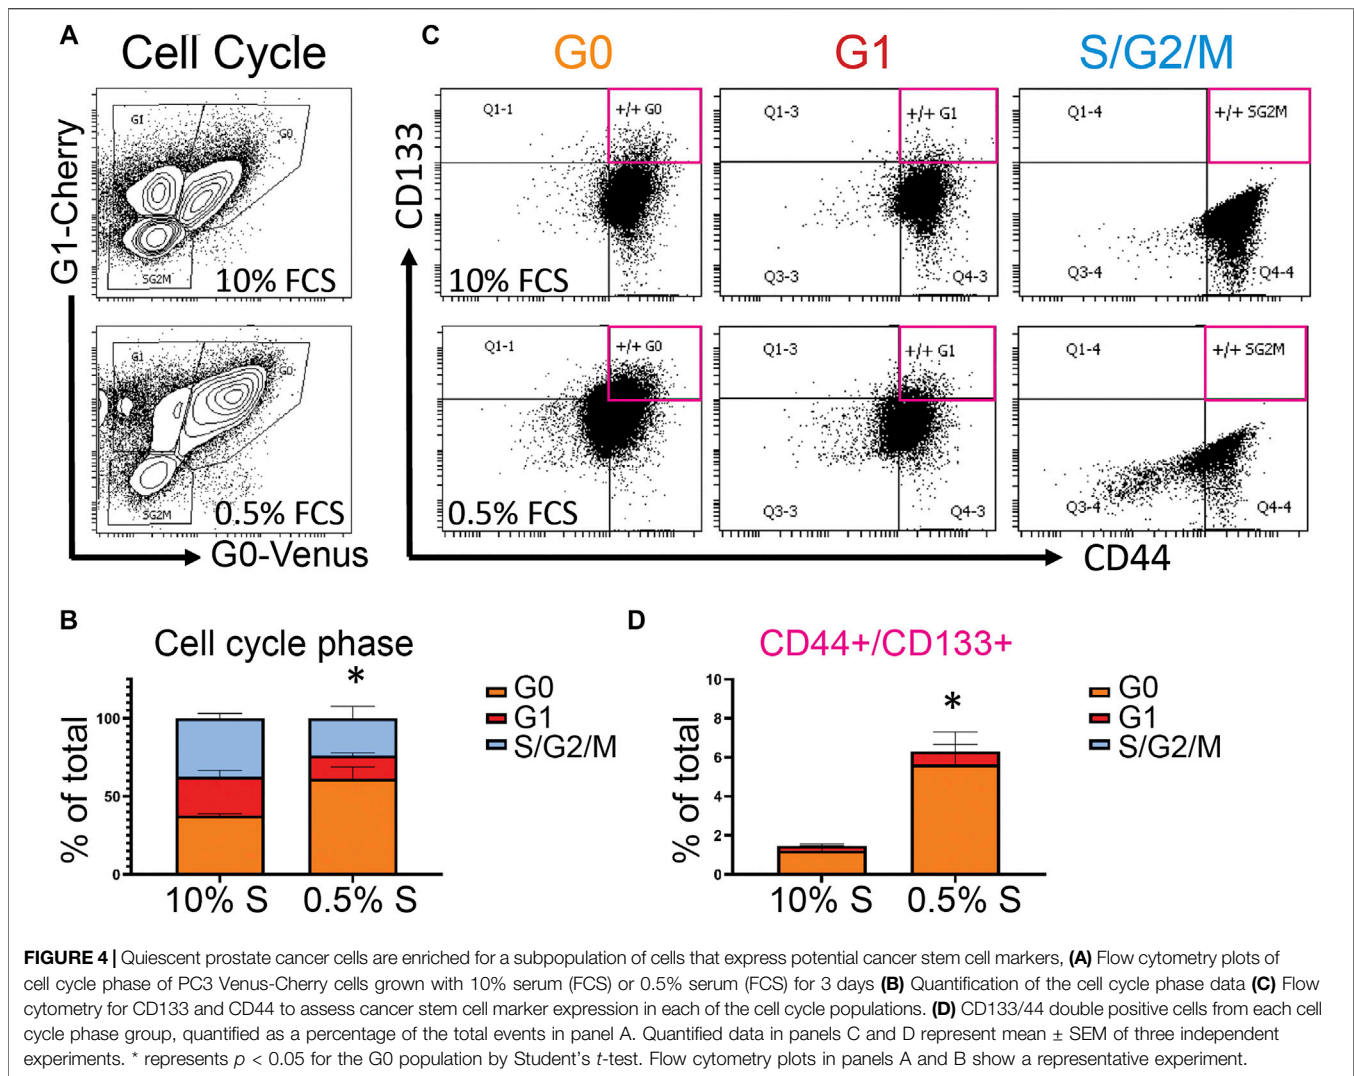 A
Cell Cycle
G1-Cherry
G1
G0
SG2M
10% FCS
G1
G0
SG2M
0.5% FCS
G0-Venus
C
G0
G1
S/G2/M
CD133
Q1-1
+/+ G0
10% FCS
Q1-3
+/+ G1
Q3-3
Q4-3
Q1-4
+/+ SG2M
Q3-4
Q4-4
Q1-1
+/+ G0
0.5% FCS
Q1-3
+/+ G1
Q3-3
Q4-3
Q1-4
+/+ SG2M
Q3-4
Q4-4
CD44
B
Cell cycle phase
*
% of total
100
50
0
10% S
0.5% S
G0
G1
S/G2/M
D
CD44+/CD133+
*
% of total
10
8
6
4
2
0
10% S
0.5% S
G0
G1
S/G2/M
FIGURE 4 | Quiescent prostate cancer cells are enriched for a subpopulation of cells that express potential cancer stem cell markers, (A) Flow cytometry plots of
cell cycle phase of PC3 Venus-Cherry cells grown with 10% serum (FCS) or 0.5% serum (FCS) for 3 days (B) Quantification of the cell cycle phase data (C) Flow
cytometry for CD133 and CD44 to assess cancer stem cell marker expression in each of the cell cycle populations. (D) CD133/44 double positive cells from each cell
cycle phase group, quantified as a percentage of the total events in panel A. Quantified data in panels C and D represent mean ± SEM of three independent
experiments. * represents p < 0.05 for the G0 population by Student’s t-test. Flow cytometry plots in panels A and B show a representative experiment.